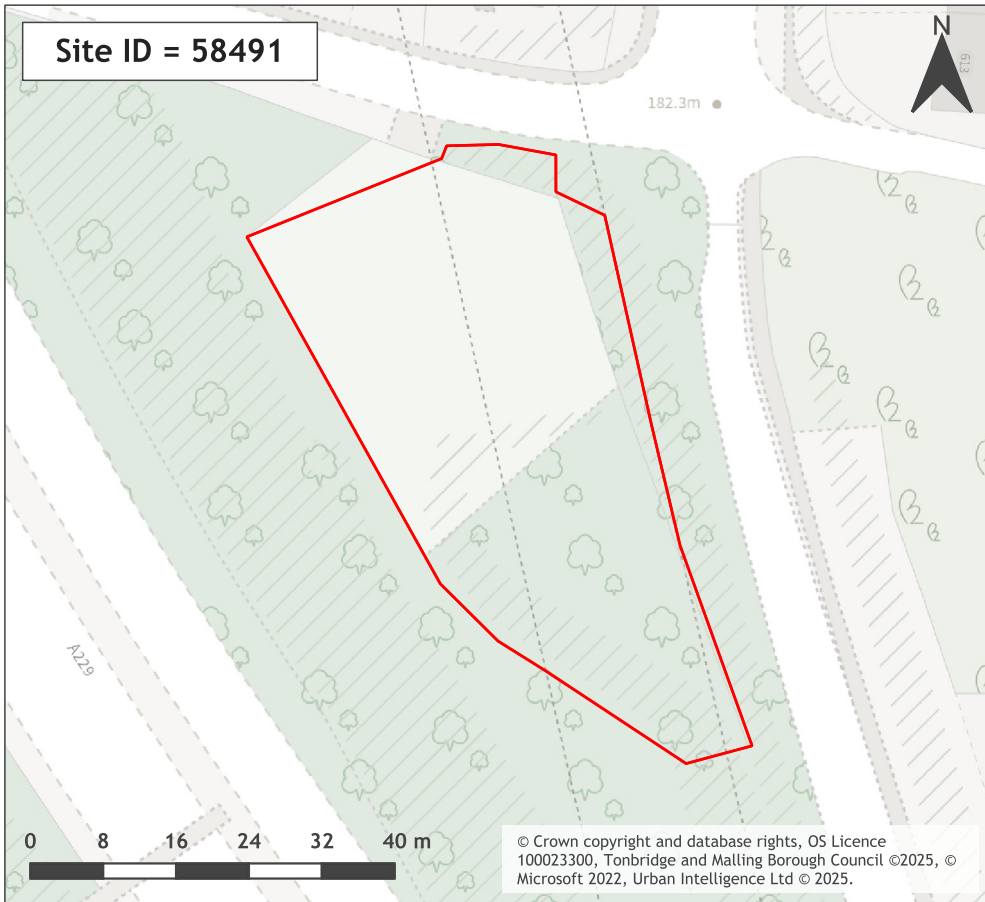 Site ID = 58491
N
613
182.3m
A229
0 8 16 24 32 40 m
© Crown copyright and database rights, OS Licence
100023300, Tonbridge and Malling Borough Council ©2025, ©
Microsoft 2022, Urban Intelligence Ltd © 2025.